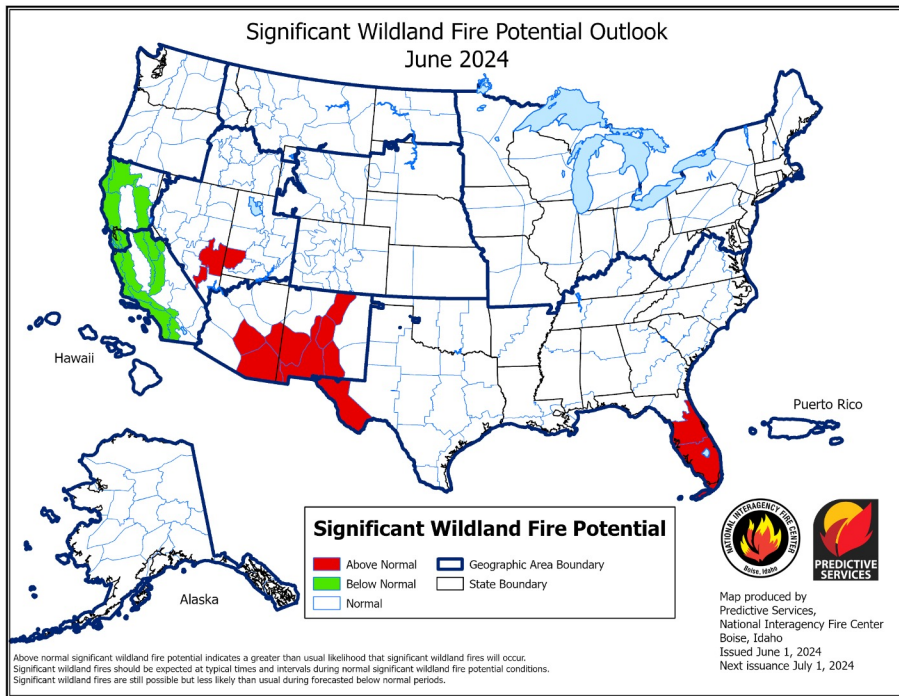 Significant Wildland Fire Potential Outlook
June 2024
Hawaii
Puerto Rico
Alaska
Significant Wildland Fire Potential
Above Normal
Below Normal
Normal
Geographic Area Boundary
State Boundary
NATIONAL INTERAGENCY FIRE CENTER
Boise, Idaho
PREDICTIVE
SERVICES
Map produced by
Predictive Services,
National Interagency Fire Center
Boise, Idaho
Issued June 1, 2024
Next issuance July 1, 2024
Above normal significant wildland fire potential indicates a greater than usual likelihood that significant wildland fires will occur.
Significant wildland fires should be expected at typical times and intervals during normal significant wildland fire potential conditions.
Significant wildland fires are still possible but less likely than usual during forecasted below normal periods.